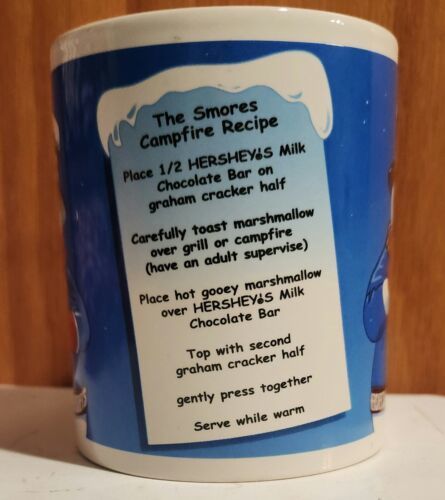 The Smores
Campfire Recipe
Place 1/2 HERSHEY'S Milk
Chocolate Bar on
graham cracker half
Carefully toast marshmallow
over grill or campfire
(have an adult supervise)
Place hot gooey marshmallow
over HERSHEY'S Milk
Chocolate Bar
Top with second
graham cracker half
gently press together
Serve while warm